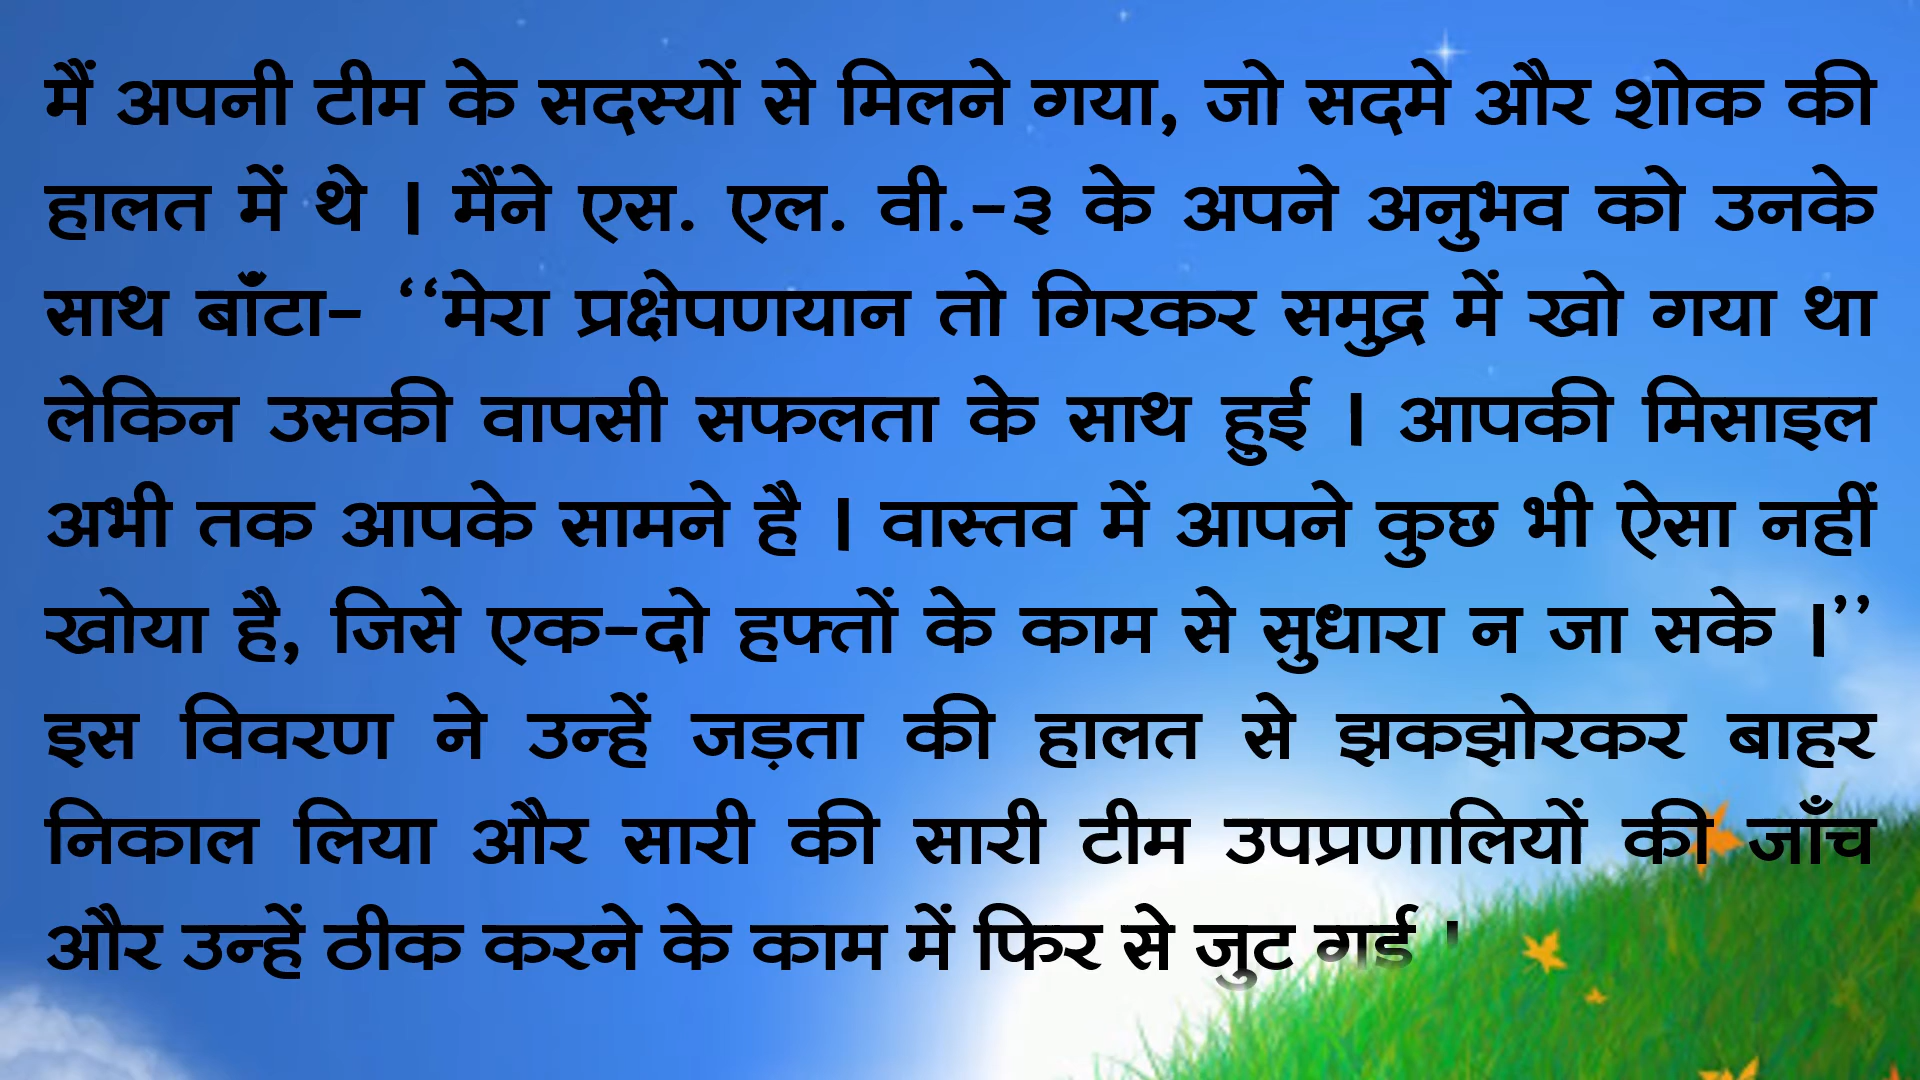 मैं अपनी टीम के सदस्यों से मिलने गया, जो सदमे और शोक की
हालत में थे । मैंने एस. एल. वी.-३ के अपने अनुभव को उनके
साथ बाँटा- ‘‘मेरा प्रक्षेपणयान तो गिरकर समुद्र में खो गया था
लेकिन उसकी वापसी सफलता के साथ हुई । आपकी मिसाइल
अभी तक आपके सामने है । वास्तव में आपने कुछ भी ऐसा नहीं
खोया है, जिसे एक-दो हफ्तों के काम से सुधारा न जा सके ।’’
इस विवरण ने उन्हें जड़ता की हालत से झकझोरकर बाहर
निकाल लिया और सारी की सारी टीम उपप्रणालियों की जाँच
और उन्हें ठीक करने के काम में फिर से जुट गई ।